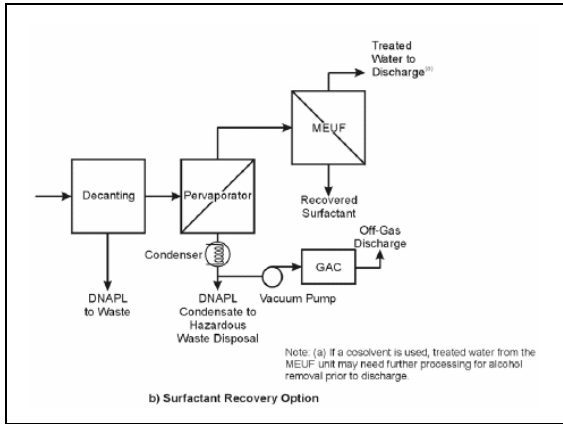 Treated
Water to
Discharge(a)
MEUF
Decanting
Pervaporator
Recovered
Surfactant
Off-Gas
Discharge
Condenser
GAC
Vacuum Pump
DNAPL
to Waste
DNAPL
Condensate to
Hazardous
Waste Disposal
Note: (a) If a cosolvent is used, treated water from the
MEUF unit may need further processing for alcohol
removal prior to discharge.
b) Surfactant Recovery Option